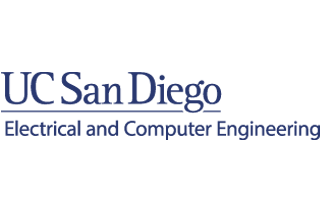 UC San Diego
Electrical and Computer Engineering